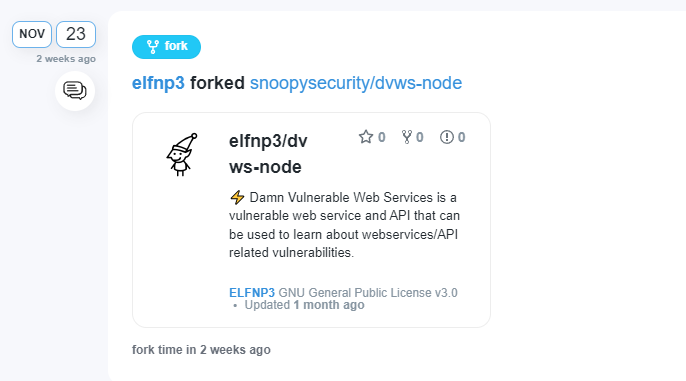 NOV 23
2 weeks ago
fork
elfnp3 forked snoopysecurity/dvws-node
elfnp3/dv
ws-node
0 0 0
⚡ Damn Vulnerable Web Services is a
vulnerable web service and API that can
be used to learn about webservices/API
related vulnerabilities.
ELFNP3 GNU General Public License v3.0
• Updated 1 month ago
fork time in 2 weeks ago